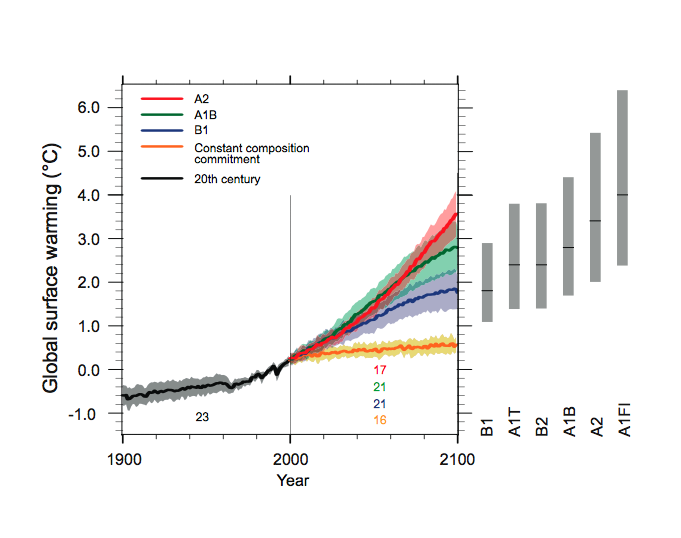 A2
A1B
B1
Constant composition
commitment
20th century
Global surface warming (°C)
6.0
5.0
4.0
3.0
2.0
1.0
0.0
-1.0
17
21
21
16
23
1900
2000
2100
Year
B1
A1T
B2
A1B
A2
A1FI